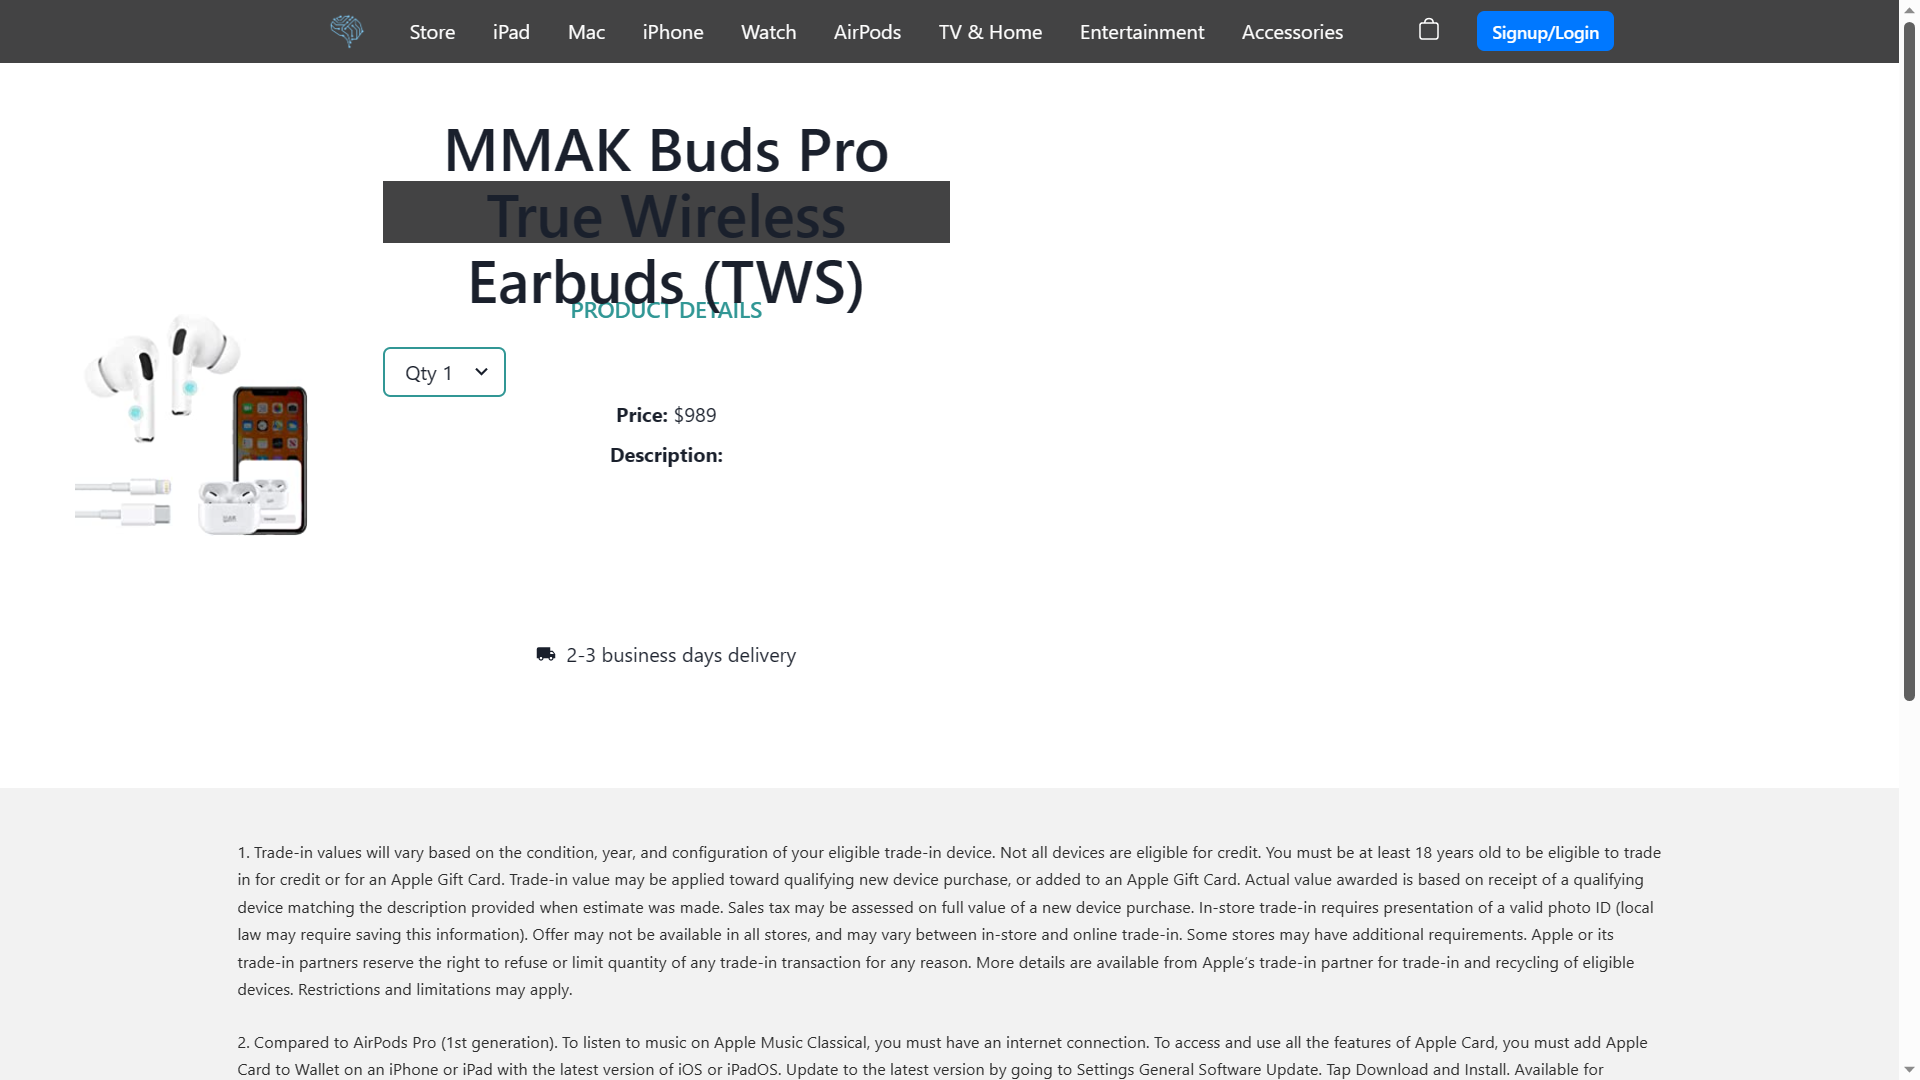 Store iPad Mac iPhone Watch AirPods TV & Home Entertainment Accessories Signup/Login
MMAK Buds Pro
True Wireless
Earbuds (TWS)
PRODUCT DETAILS
Qty 1
Price: $989
Description:
2-3 business days delivery
1. Trade-in values will vary based on the condition, year, and configuration of your eligible trade-in device. Not all devices are eligible for credit. You must be at least 18 years old to be eligible to trade
in for credit or for an Apple Gift Card. Trade-in value may be applied toward qualifying new device purchase, or added to an Apple Gift Card. Actual value awarded is based on receipt of a qualifying
device matching the description provided when estimate was made. Sales tax may be assessed on full value of a new device purchase. In-store trade-in requires presentation of a valid photo ID (local
law may require saving this information). Offer may not be available in all stores, and may vary between in-store and online trade-in. Some stores may have additional requirements. Apple or its
trade-in partners reserve the right to refuse or limit quantity of any trade-in transaction for any reason. More details are available from Apple’s trade-in partner for trade-in and recycling of eligible
devices. Restrictions and limitations may apply.
2. Compared to AirPods Pro (1st generation). To listen to music on Apple Music Classical, you must have an internet connection. To access and use all the features of Apple Card, you must add Apple
Card to Wallet on an iPhone or iPad with the latest version of iOS or iPadOS. Update to the latest version by going to Settings General Software Update. Tap Download and Install. Available for